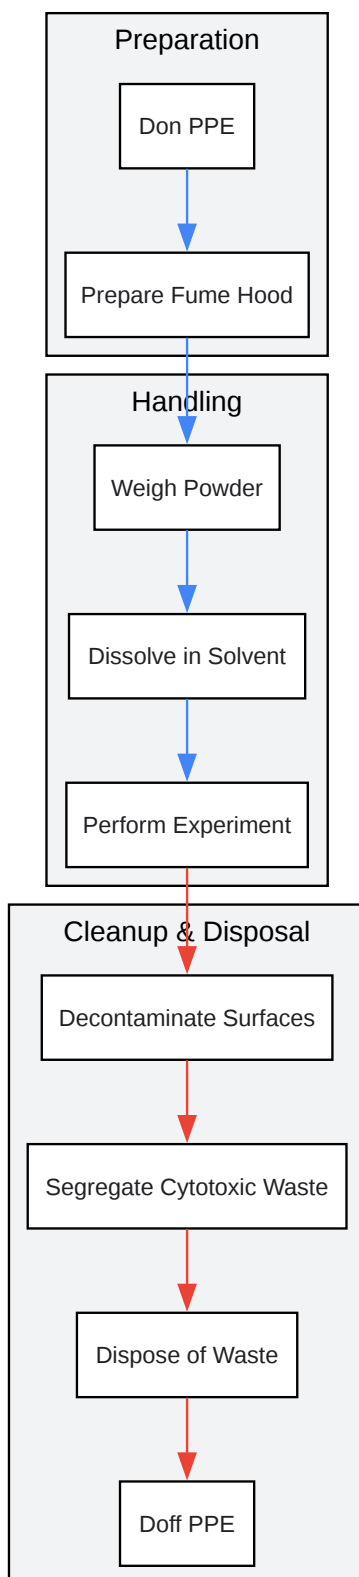 Preparation
Don PPE
Prepare Fume Hood
Handling
Weigh Powder
Dissolve in Solvent
Perform Experiment
Cleanup & Disposal
Decontaminate Surfaces
Segregate Cytotoxic Waste
Dispose of Waste
Doff PPE